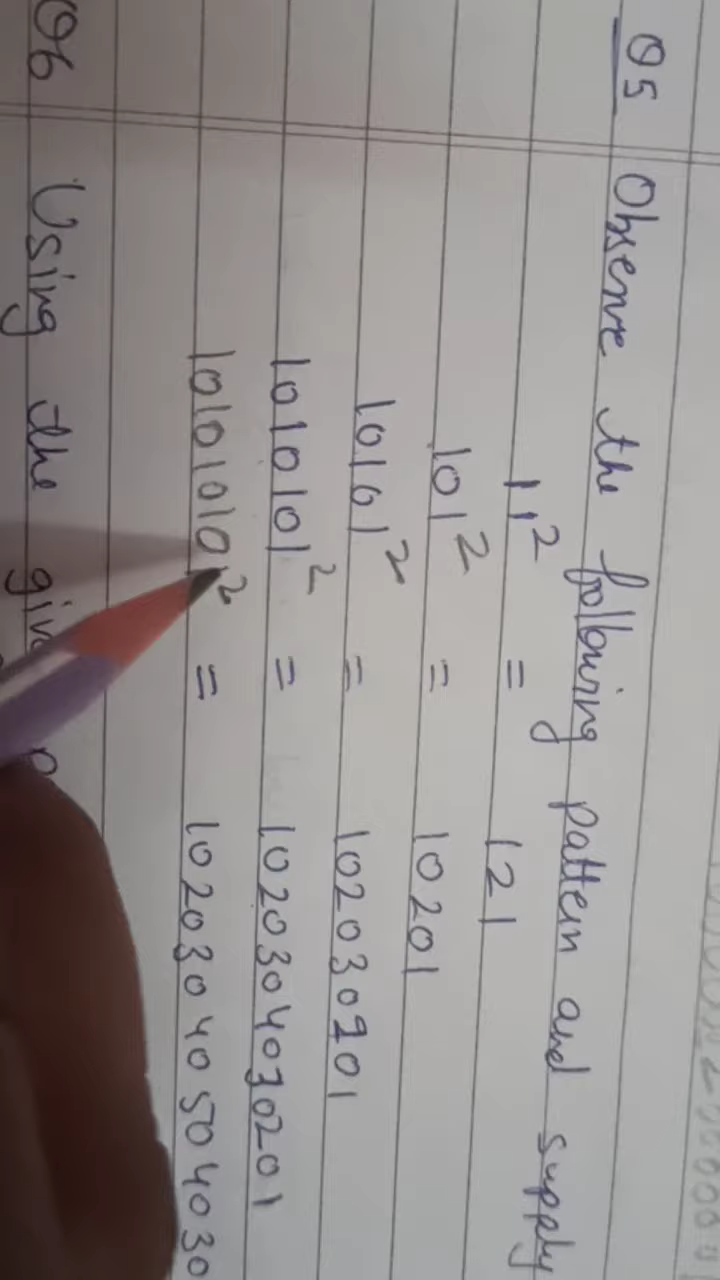 Q5 Observe the following pattern and supply
11² = 121
101² = 10201
10101² = 102030201
1010101² = 1020304030201
101010101² = 10203040504030
Q6 Using the